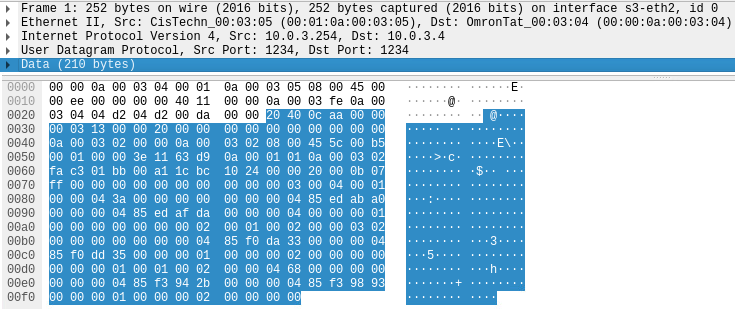 Frame 1: 252 bytes on wire (2016 bits), 252 bytes captured (2016 bits) on interface s3-eth2, id 0
Ethernet II, Src: CisTechn_00:03:05 (00:01:0a:00:03:05), Dst: OmronTat_00:03:04 (00:00:0a:00:03:04)
Internet Protocol Version 4, Src: 10.0.3.254, Dst: 10.0.3.4
User Datagram Protocol, Src Port: 1234, Dst Port: 1234
Data (210 bytes)
0000 00 00 0a 00 03 04 00 01 0a 00 03 05 08 00 45 00 ········ ······E·
0010 00 ee 00 00 00 00 40 11 00 00 0a 00 03 fe 0a 00 ······@· ········
0020 03 04 04 d2 04 d2 00 da 00 00 20 40 0c aa 00 00 ········ ·· @····
0030 00 03 13 00 00 20 00 00 00 00 00 00 00 00 00 00 ····· ·· ········
0040 0a 00 03 02 00 00 0a 00 03 02 08 00 45 5c 00 b5 ········ ····E\··
0050 00 01 00 00 3e 11 63 d9 0a 00 01 01 0a 00 03 02 ····>·c· ········
0060 fa c3 01 bb 00 a1 1c bc 10 24 00 00 20 00 0b 07 ········ ·$·· ···
0070 ff 00 00 00 00 00 00 00 00 00 00 03 00 04 00 01 ········ ········
0080 00 00 04 3a 00 00 00 00 00 00 04 85 ed ab a0 ···:···· ·······
0090 00 00 00 04 85 ed af da 00 00 00 04 00 00 00 01 ········ ········
00a0 00 00 00 00 00 00 00 02 00 01 00 02 00 00 03 02 ········ ········
00b0 00 00 00 00 00 00 00 04 85 f0 da 33 00 00 00 04 ········ ···3····
00c0 85 f0 dd 35 00 00 00 01 00 00 00 02 00 00 00 00 ···5···· ········
00d0 00 00 00 01 00 01 00 02 00 00 04 68 00 00 00 00 ········ ···h····
00e0 00 00 00 04 85 f3 94 2b 00 00 00 04 85 f3 98 93 ·······+ ········
00f0 00 00 00 01 00 00 00 02 00 00 00 00 ········ ····